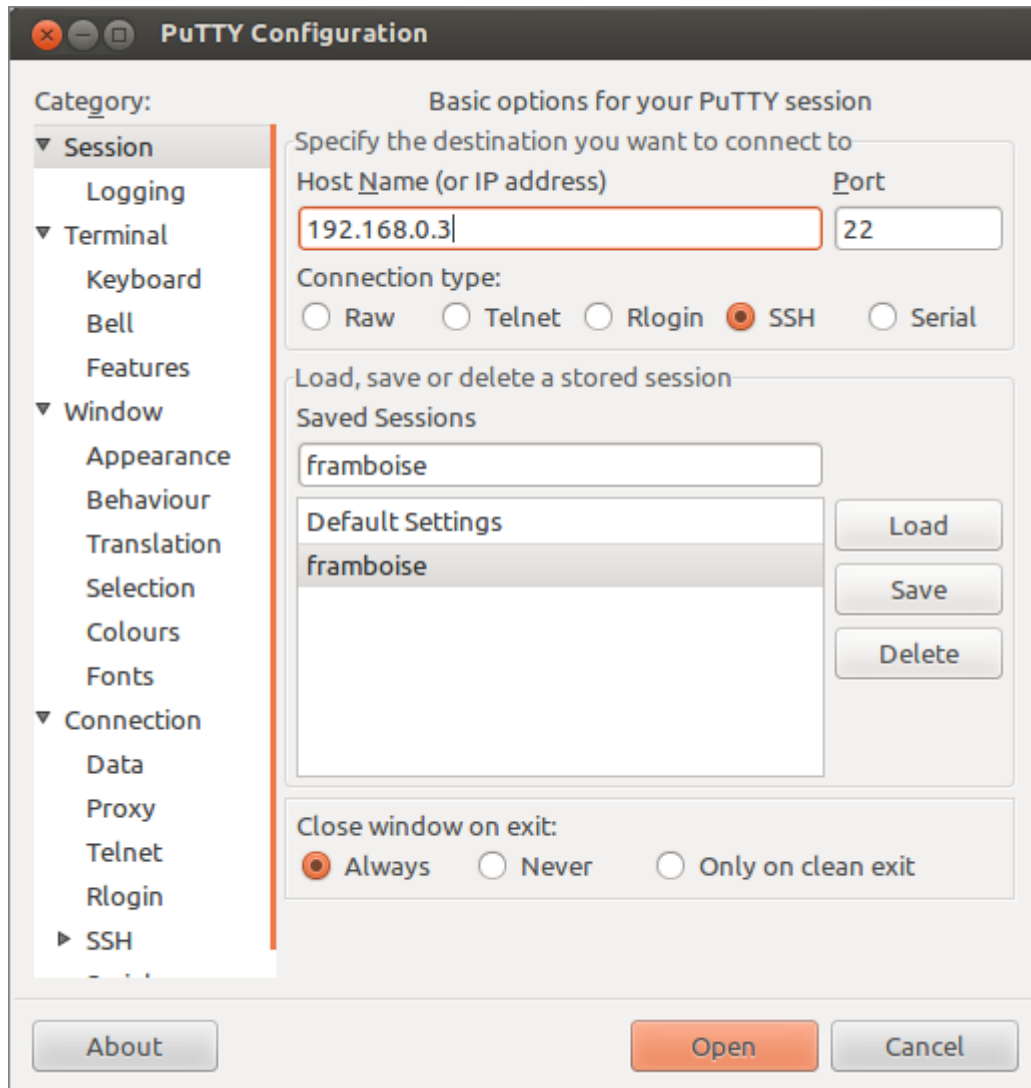 PuTTY Configuration
Category:
Session
Logging
Terminal
Keyboard
Bell
Features
Window
Appearance
Behaviour
Translation
Selection
Colours
Fonts
Connection
Data
Proxy
Telnet
Rlogin
SSH
Basic options for your PuTTY session
Specify the destination you want to connect to
Host Name (or IP address) Port
192.168.0.3 22
Connection type:
Raw Telnet Rlogin SSH Serial
Load, save or delete a stored session
Saved Sessions
framboise
Default Settings
framboise
Load
Save
Delete
Close window on exit:
Always Never Only on clean exit
About Open Cancel